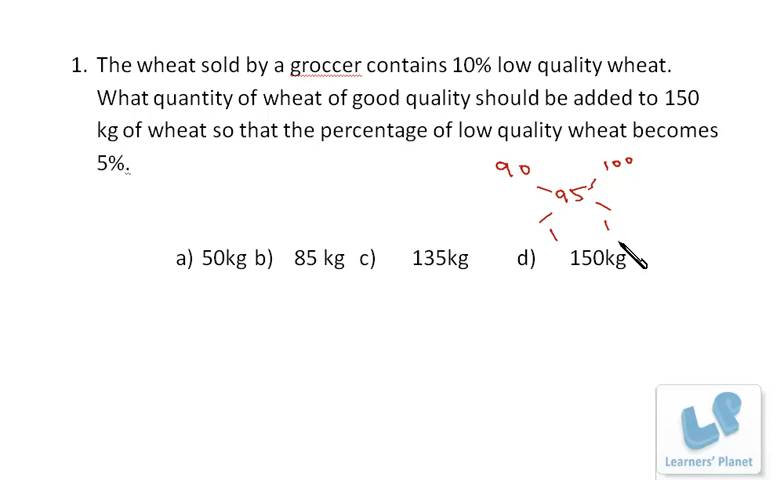 1. The wheat sold by a groccer contains 10% low quality wheat.
What quantity of wheat of good quality should be added to 150
kg of wheat so that the percentage of low quality wheat becomes
5%.
90 100
95
1 1
a) 50kg b) 85 kg c) 135kg d) 150kg
LP
Learners' Planet